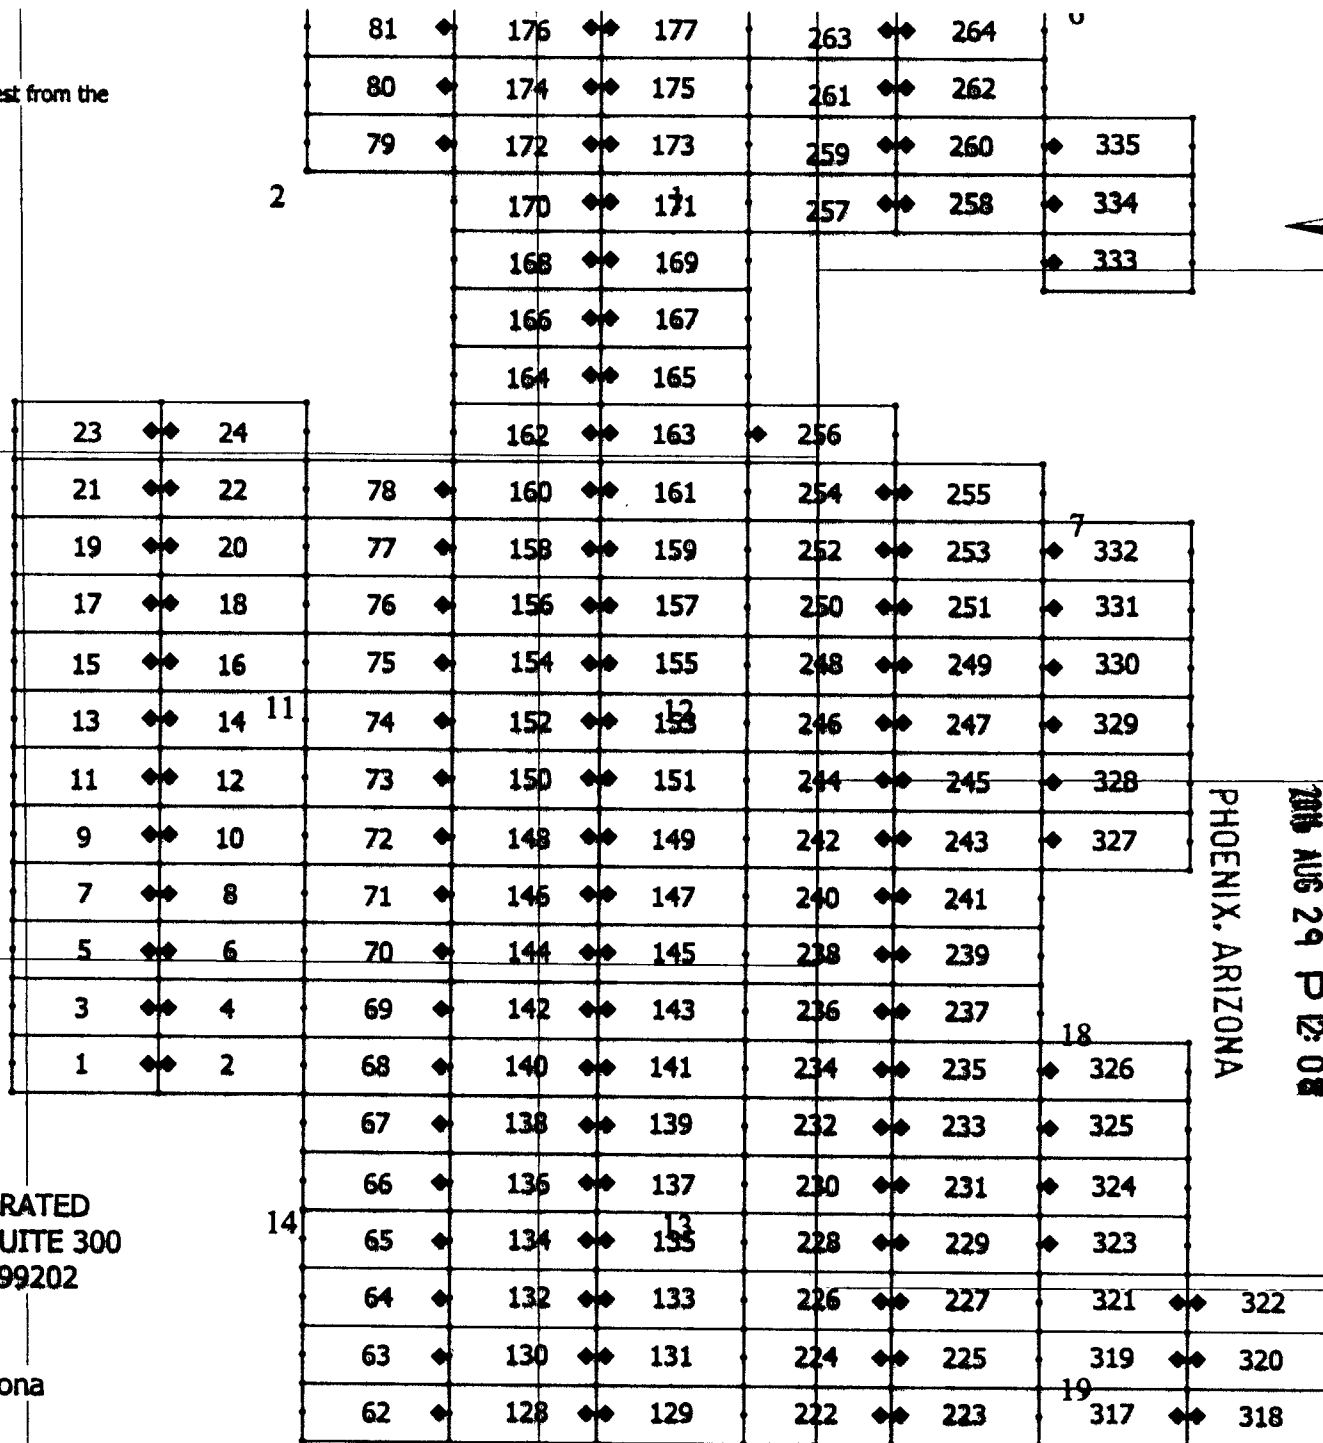 81 176 177 263 264
est from the
80 174 175 261 262
79 172 173 259 260 335
2 170 171 1 257 258 334
168 169 333
166 167
164 165
23 24 162 163 256
21 22 78 160 161 254 255
7
19 20 77 158 159 252 253 332
17 18 76 156 157 250 251 331
15 16 75 154 155 248 249 330
11 12
13 14 74 152 153 246 247 329
11 12 73 150 151 244 245 328
9 10 72 148 149 242 243 327
7 8 71 146 147 240 241
5 6 70 144 145 238 239
3 4 69 142 143 236 237
18
1 2 68 140 141 234 235 326
67 138 139 232 233 325
66 136 137 230 231 324
14 13
65 134 135 228 229 323
64 132 133 226 227 321 322
63 130 131 224 225 319 320
19
62 128 129 222 223 317 318
RATED
UITE 300
99202
ona
PHOENIX, ARIZONA
AUG 29 P 12:08